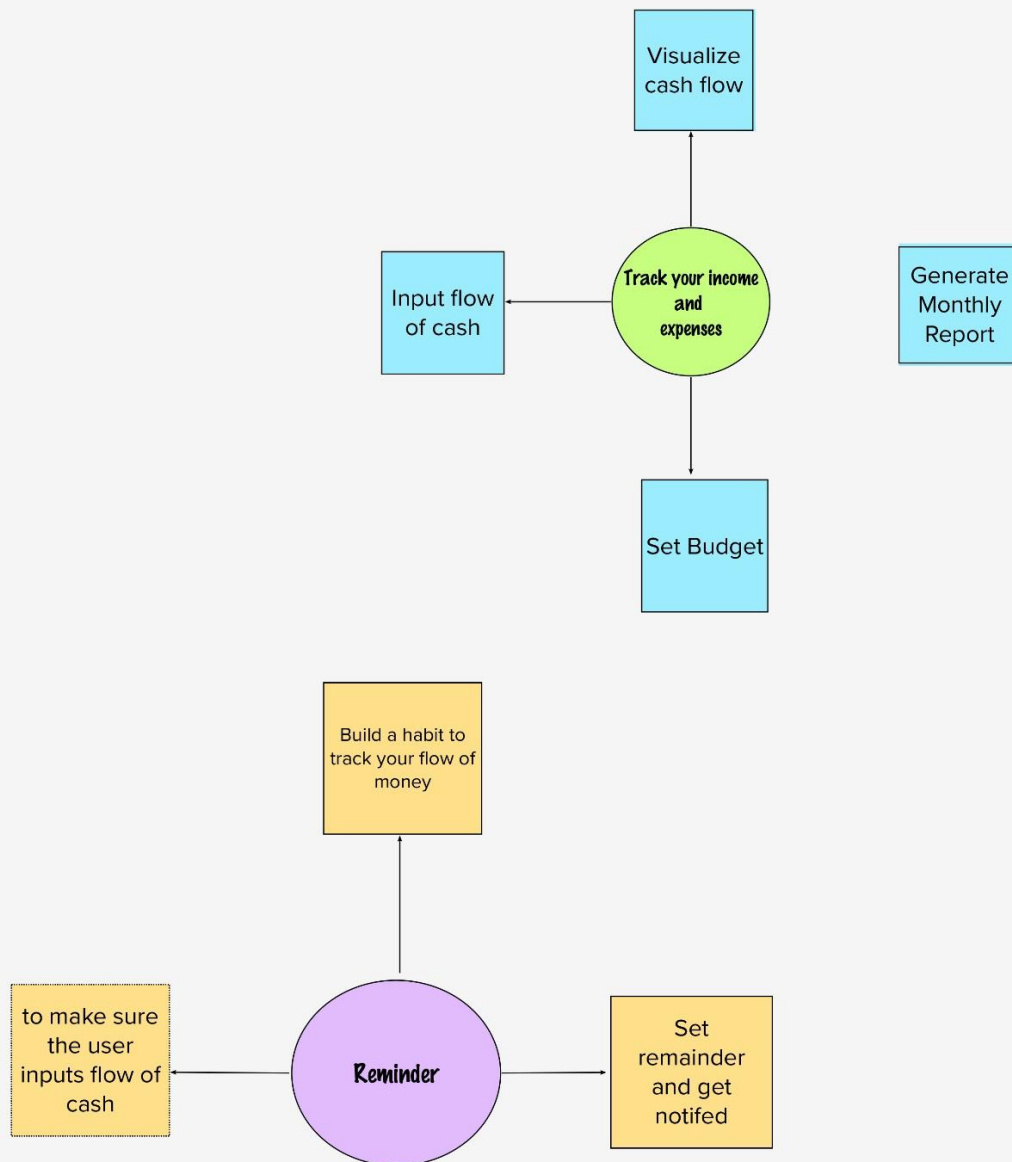 Visualize
cash flow
Input flow
of cash
Track your income
and
expenses
Generate
Monthly
Report
Set Budget
Build a habit to
track your flow of
money
to make sure
the user
inputs flow of
cash
Reminder
Set
remainder
and get
notifed